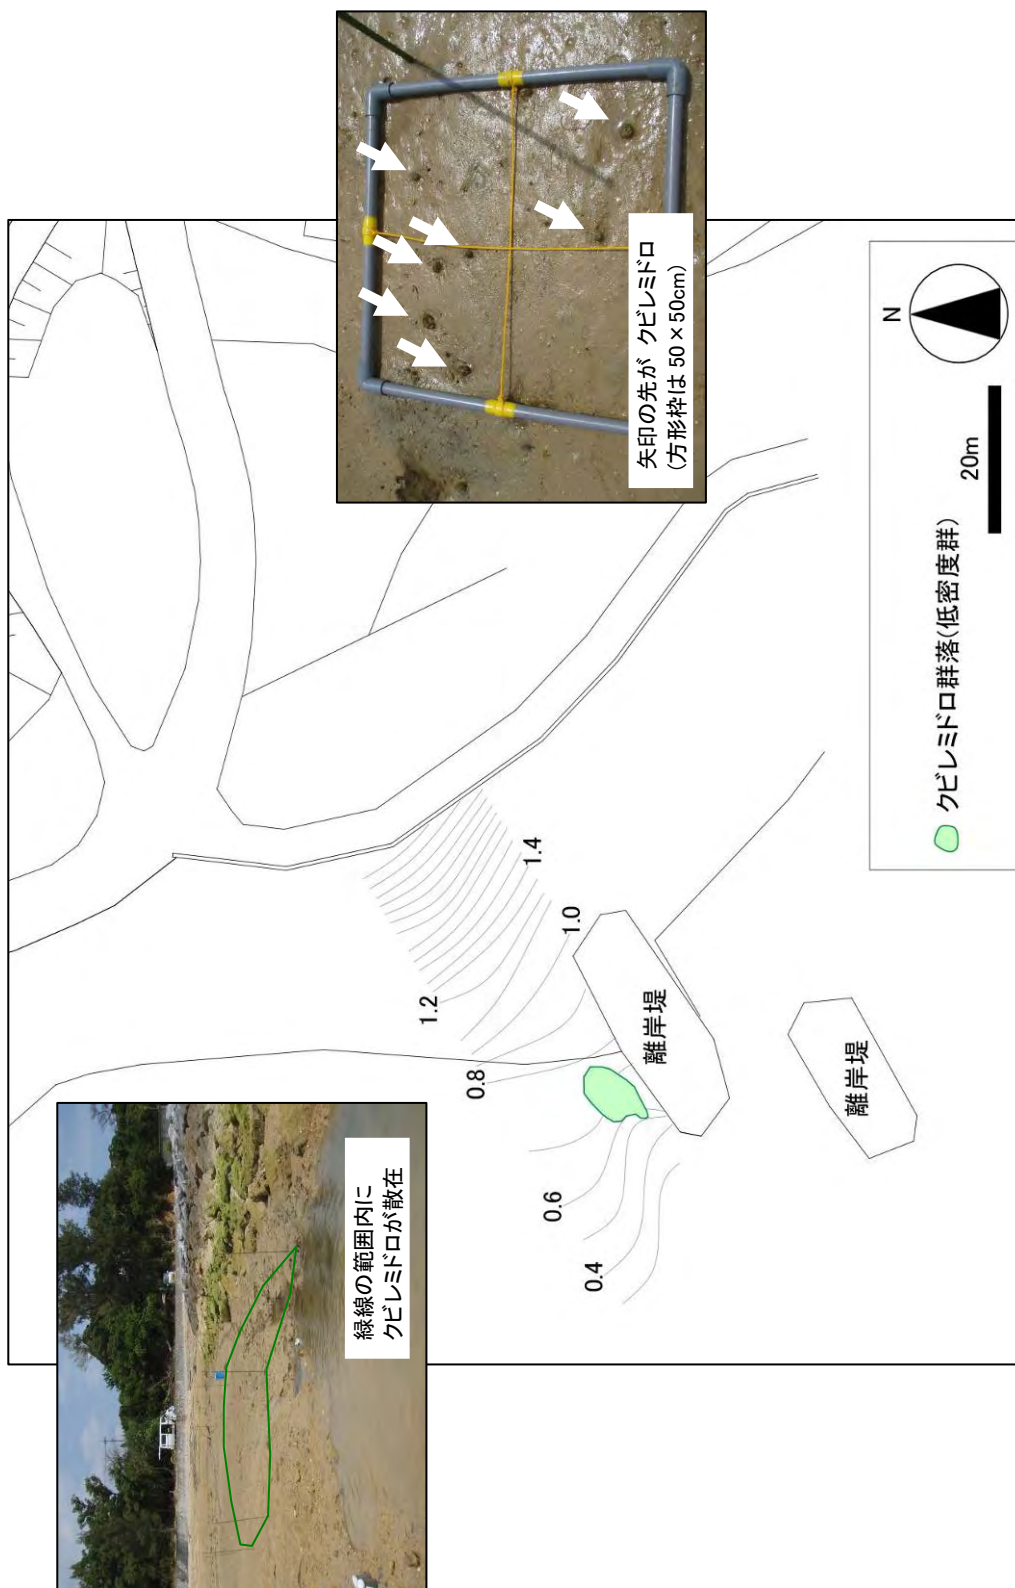 緑線の範囲内に
クビレミドロが散在
矢印の先が クビレミドロ
(方形枠は 50×50cm)
0.4
0.6
0.8
1.2
1.0
1.4
離岸堤
離岸堤
N
20m
クビレミドロ群落(低密度群)